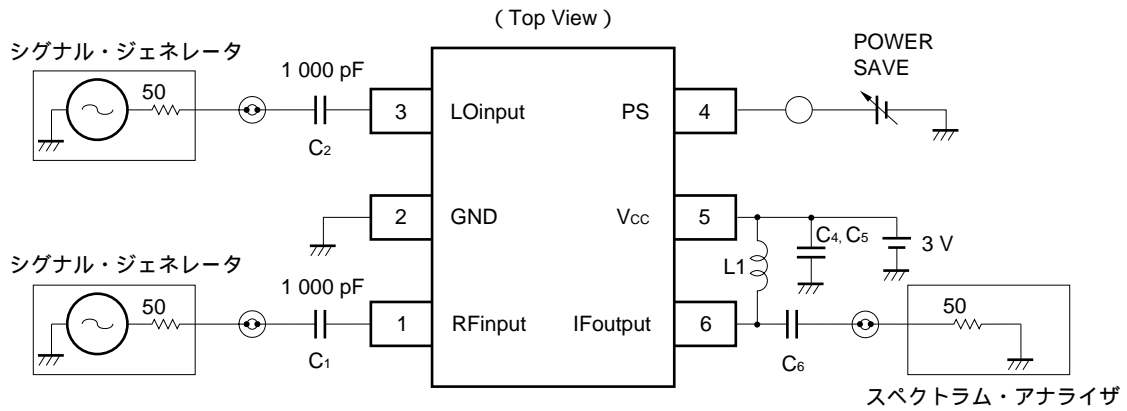 ( Top View )
シグナル・ジェネレータ
50
1 000 pF
C2
3
LOinput
PS
4
POWER
SAVE
2
GND
VCC
5
L1
C4, C5
3 V
シグナル・ジェネレータ
50
1 000 pF
C1
1
RFinput
IFoutput
6
C6
50
スペクトラム・アナライザ